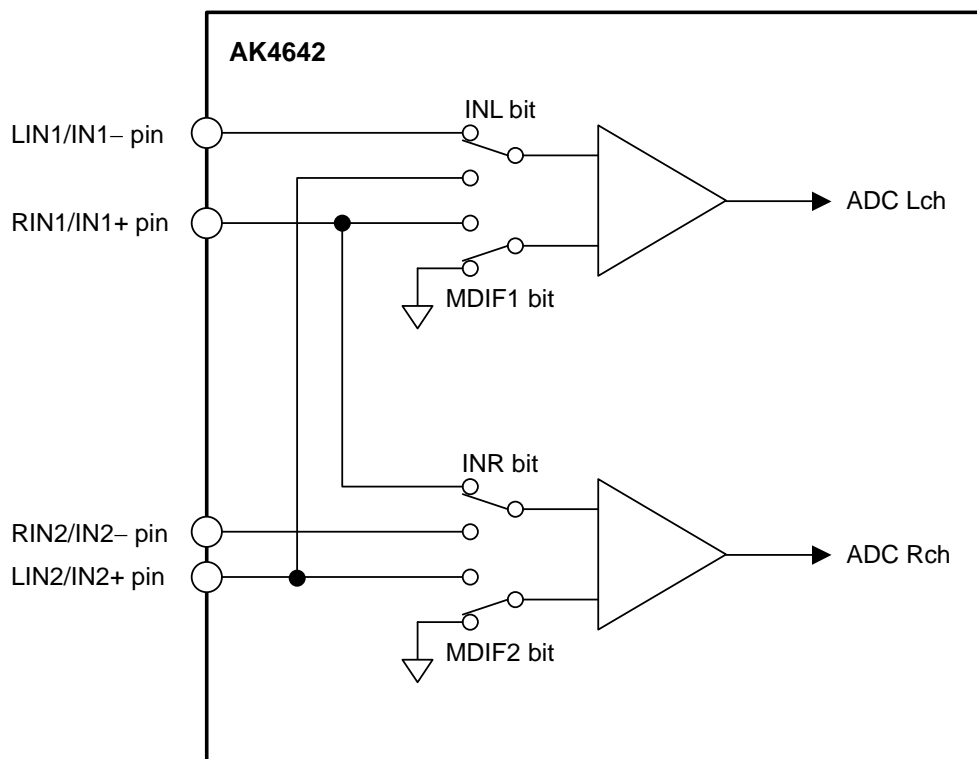 AK4642
INL bit
LIN1/IN1− pin
RIN1/IN1+ pin
ADC Lch
MDIF1 bit
INR bit
RIN2/IN2− pin
LIN2/IN2+ pin
ADC Rch
MDIF2 bit